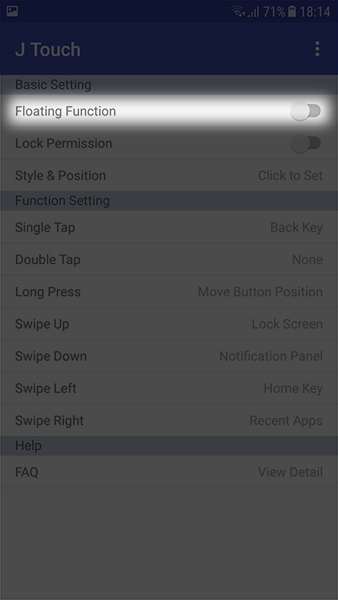 71% 18:14
J Touch
Basic Setting
Floating Function
Lock Permission
Style & Position Click to Set
Function Setting
Single Tap Back Key
Double Tap None
Long Press Move Button Position
Swipe Up Lock Screen
Swipe Down Notification Panel
Swipe Left Home Key
Swipe Right Recent Apps
Help
FAQ View Detail